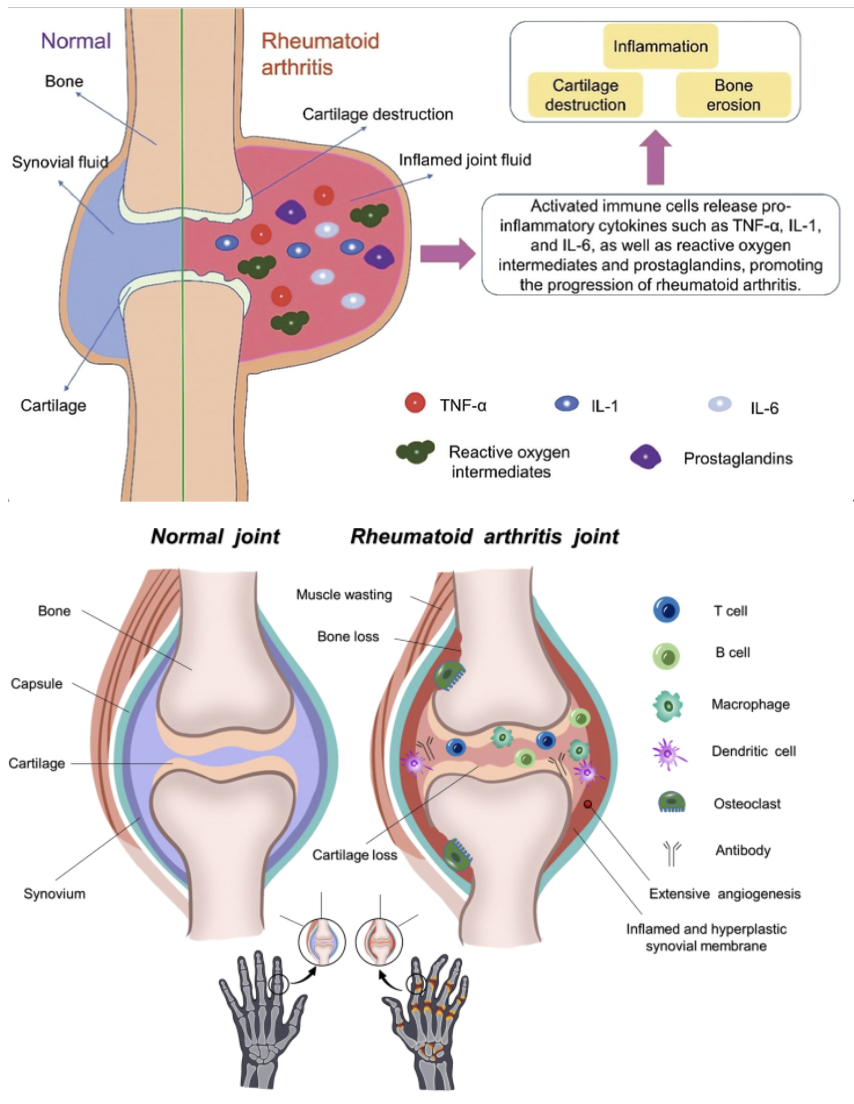 Normal
Rheumatoid
arthritis
Bone
Cartilage destruction
Synovial fluid
Inflamed joint fluid
Cartilage
Inflammation
Cartilage
destruction
Bone
erosion
Activated immune cells release pro-
inflammatory cytokines such as TNF-α, IL-1,
and IL-6, as well as reactive oxygen
intermediates and prostaglandins, promoting
the progression of rheumatoid arthritis.
TNF-α
IL-1
IL-6
Reactive oxygen
intermediates
Prostaglandins
Normal joint
Rheumatoid arthritis joint
Bone
Capsule
Cartilage
Synovium
Muscle wasting
Bone loss
Cartilage loss
T cell
B cell
Macrophage
Dendritic cell
Osteoclast
Antibody
Extensive angiogenesis
Inflamed and hyperplastic
synovial membrane